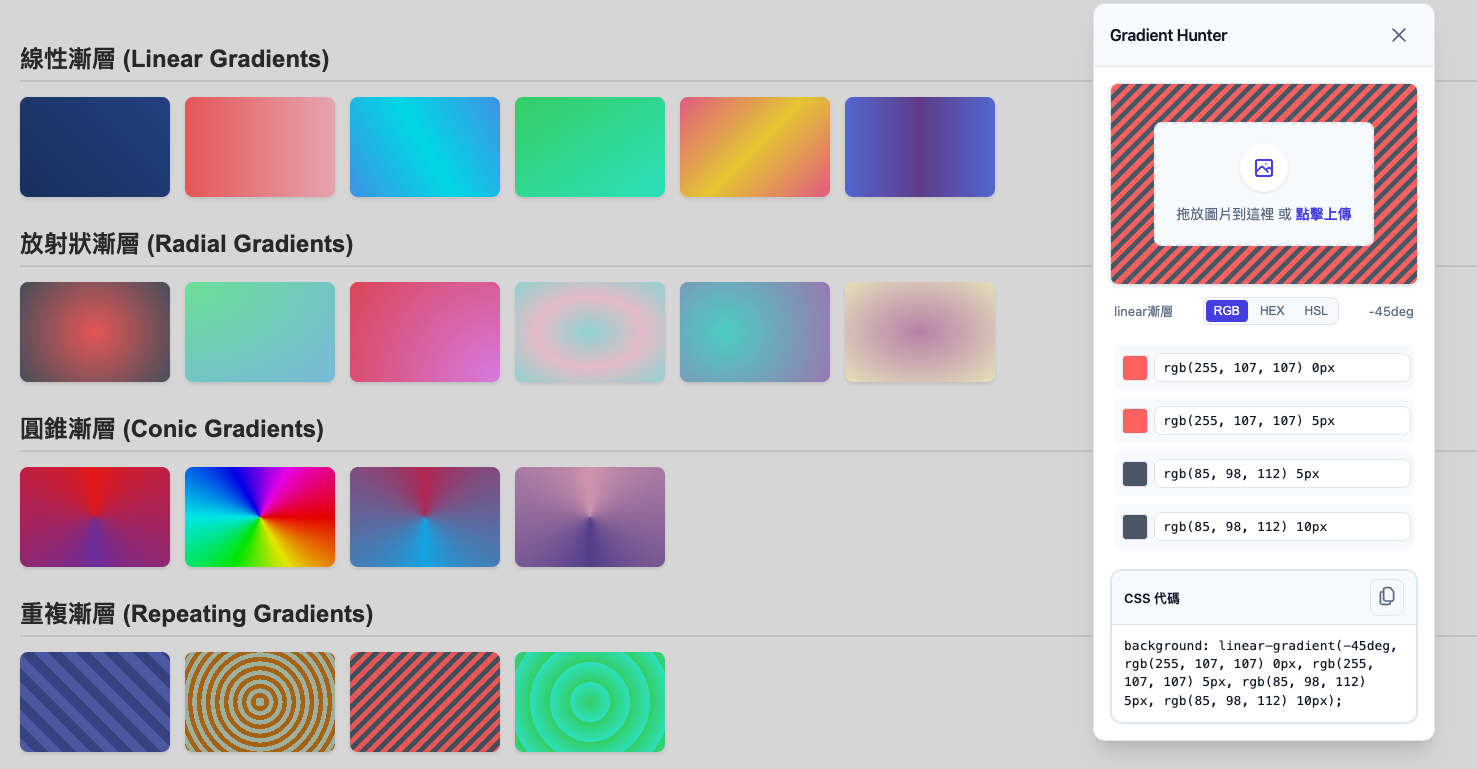 線性漸層 (Linear Gradients)
放射狀漸層 (Radial Gradients)
圓錐漸層 (Conic Gradients)
重複漸層 (Repeating Gradients)
Gradient Hunter
拖放圖片到這裡 或 點擊上傳
linear漸層 RGB HEX HSL -45deg
rgb(255, 107, 107) 0px
rgb(255, 107, 107) 5px
rgb(85, 98, 112) 5px
rgb(85, 98, 112) 10px
CSS 代碼
background: linear-gradient(-45deg,
rgb(255, 107, 107) 0px, rgb(255,
107, 107) 5px, rgb(85, 98, 112)
5px, rgb(85, 98, 112) 10px);